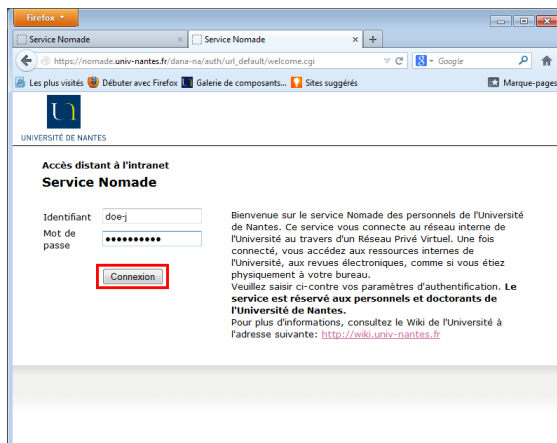 Firefox
Service Nomade
Service Nomade
https://nomade.univ-nantes.fr/dana-na/auth/url_default/welcome.cgi
Google
Les plus visités Débuter avec Firefox Galerie de composants... Sites suggérés Marque-pages
UNIVERSITÉ DE NANTES
Accès distant à l'intranet
Service Nomade
Identifiant doe-j
Mot de
passe ••••••••••
Connexion
Bienvenue sur le service Nomade des personnels de l'Université
de Nantes. Ce service vous connecte au réseau interne de
l'Université au travers d'un Réseau Privé Virtuel. Une fois
connecté, vous accédez aux ressources internes de
l'Université, aux revues électroniques, comme si vous étiez
physiquement à votre bureau.
Veuillez saisir ci-contre vos paramètres d'authentification. Le
service est réservé aux personnels et doctorants de
l'Université de Nantes.
Pour plus d'informations, consultez le Wiki de l'Université à
l'adresse suivante: http://wiki.univ-nantes.fr